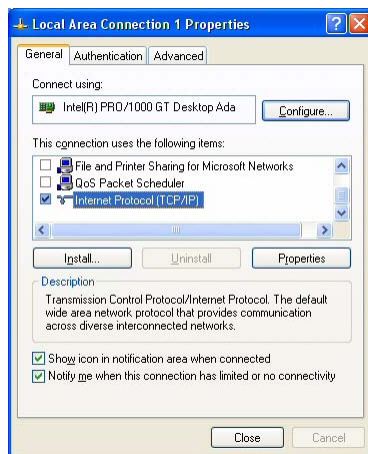 Local Area Connection 1 Properties
General Authentication Advanced
Connect using:
Intel(R) PRO/1000 GT Desktop Ada
Configure...
This connection uses the following items:
File and Printer Sharing for Microsoft Networks
QoS Packet Scheduler
Internet Protocol (TCP/IP)
Install... Uninstall Properties
Description
Transmission Control Protocol/Internet Protocol. The default
wide area network protocol that provides communication
across diverse interconnected networks.
Show icon in notification area when connected
Notify me when this connection has limited or no connectivity
Close Cancel